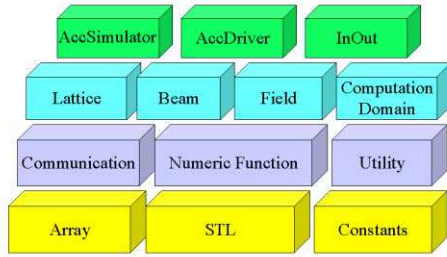 AccSimulator
AccDriver
InOut
Lattice
Beam
Field
Computation
Domain
Communication
Numeric Function
Utility
Array
STL
Constants